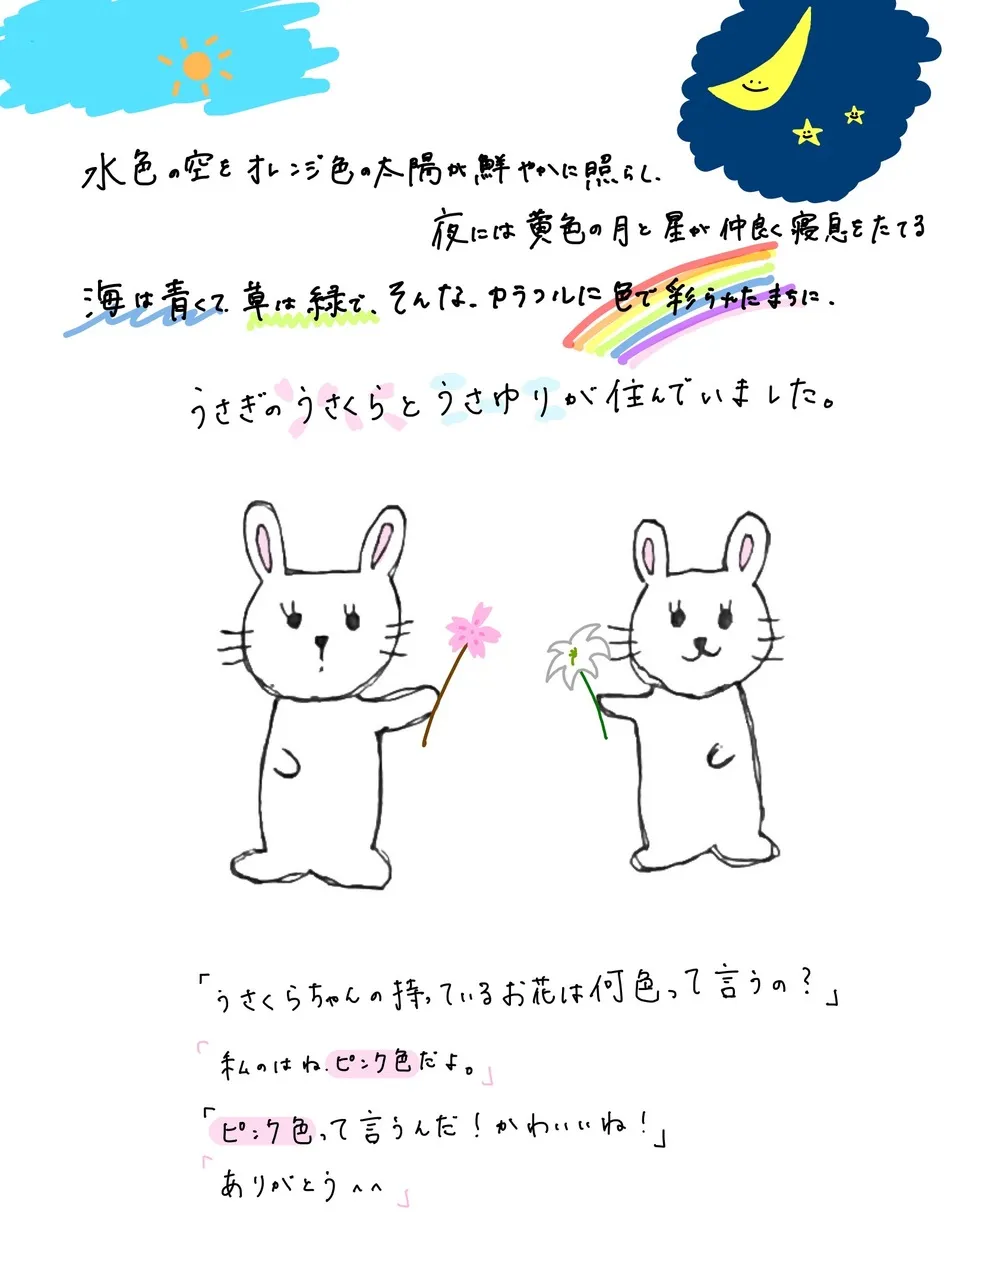 水色の空をオレンジ色の太陽が鮮やかに照らし、
夜には黄色の月と星が仲良く寝息をたてる
海は青くて、草は緑で、そんな、カラフルに色で彩られたまちに、
うさぎのうさくらとうさゆりが住んでいました。
「うさくらちゃんの持っているお花は何色って言うの?」
「私のはね、ピンク色だよ。」
「ピンク色って言うんだ!かわいいね!」
「ありがとう^^」